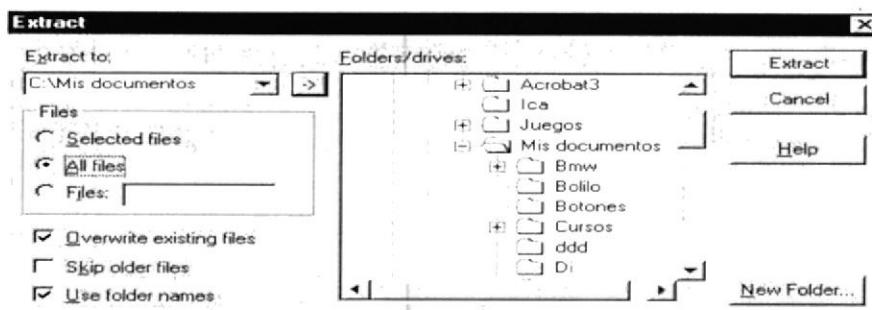 Extract
Extract to:
C:\Mis documentos
->
Files
Selected files
All files
Files:
Overwrite existing files
Skip older files
Use folder names
Folders/drives:
Acrobat3
Ica
Juegos
Mis documentos
Bmw
Bolilo
Botones
Cursos
ddd
Di
Extract
Cancel
Help
New Folder...